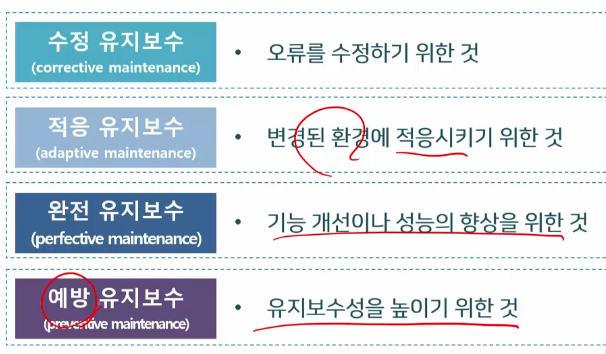 수정 유지보수
(corrective maintenance)
• 오류를 수정하기 위한 것
적응 유지보수
(adaptive maintenance)
• 변경된 환경에 적응시키기 위한 것
완전 유지보수
(perfective maintenance)
• 기능 개선이나 성능의 향상을 위한 것
예방 유지보수
(preventive maintenance)
• 유지보수성을 높이기 위한 것